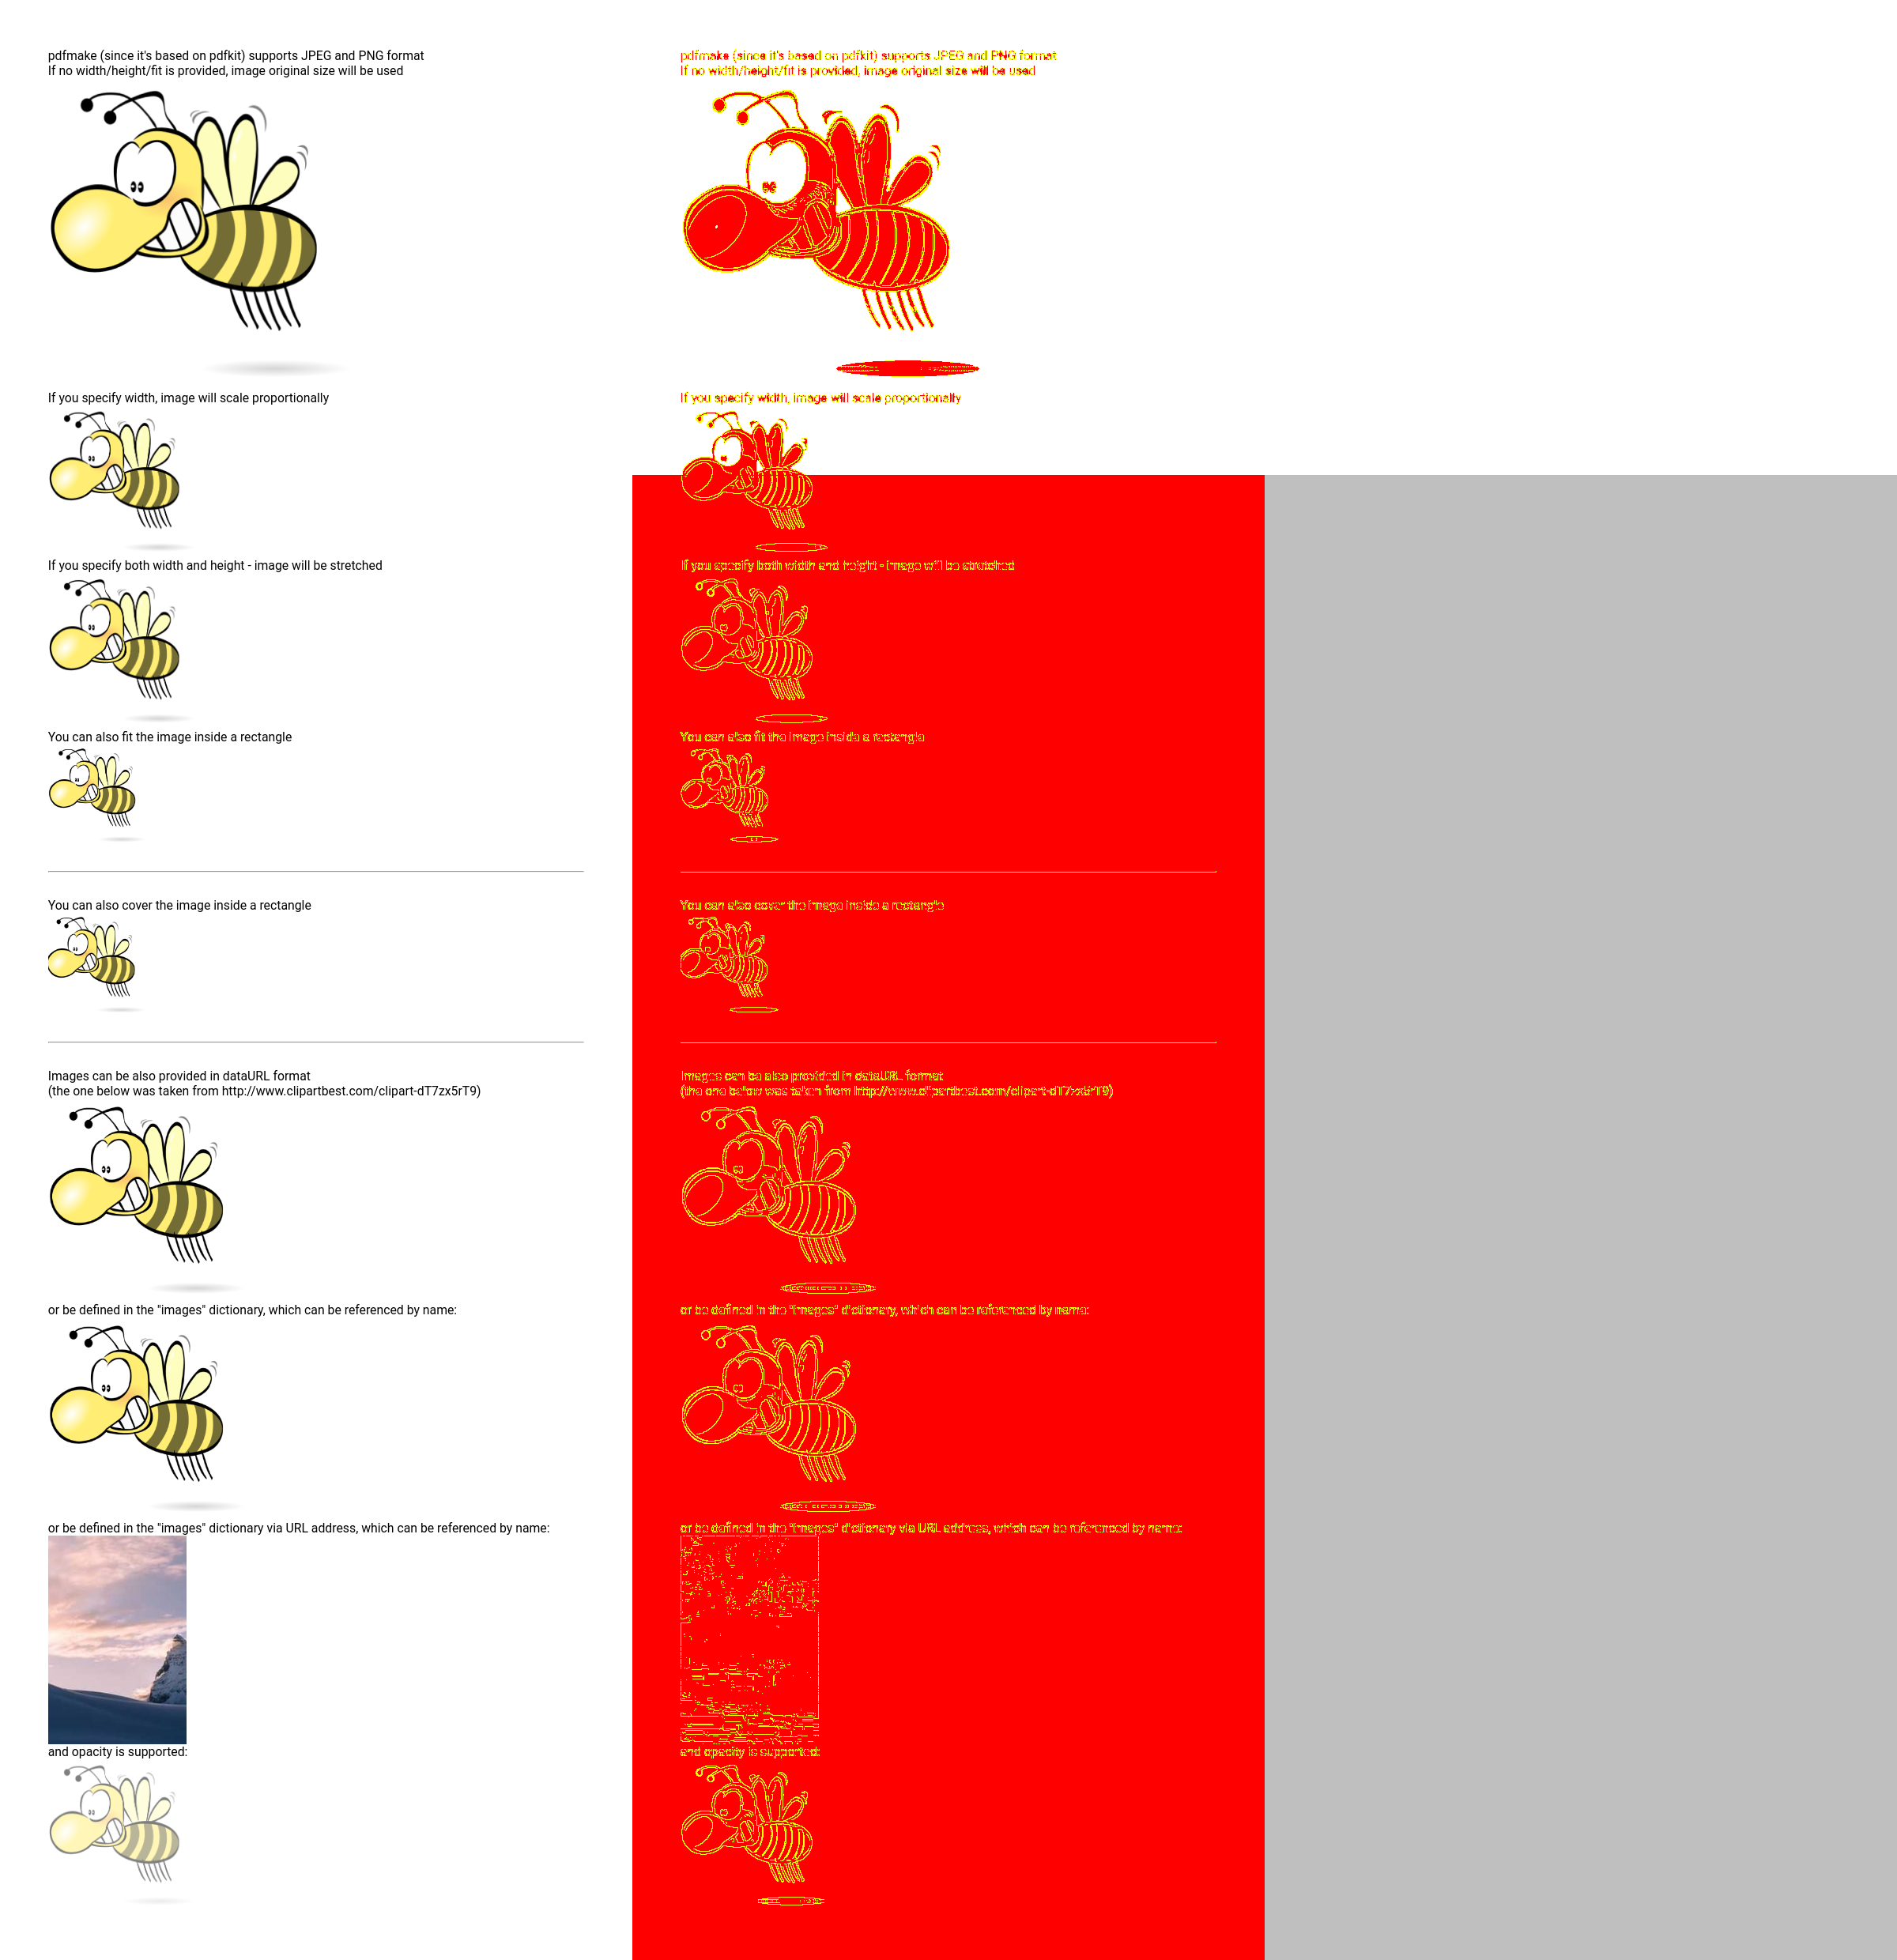 pdfmake (since it's based on pdfkit) supports JPEG and PNG format
If no width/height/fit is provided, image original size will be used
If you specify width, image will scale proportionally
If you specify both width and height - image will be stretched
You can also fit the image inside a rectangle
You can also cover the image inside a rectangle
Images can be also provided in dataURL format
(the one below was taken from http://www.clipartbest.com/clipart-dT7zx5rT9)
or be defined in the "images" dictionary, which can be referenced by name:
or be defined in the "images" dictionary via URL address, which can be referenced by name:
and opacity is supported:
pdfmake (since it's based on pdfkit) supports JPEG and PNG format
If no width/height/fit is provided, image original size will be used
If you specify width, image will scale proportionally
If you specify both width and height - image will be stretched
You can also fit the image inside a rectangle
You can also cover the image inside a rectangle
Images can be also provided in dataURL format
(the one below was taken from http://www.clipartbest.com/clipart-dT7zx5rT9)
or be defined in the "images" dictionary, which can be referenced by name:
or be defined in the "images" dictionary via URL address, which can be referenced by name:
and opacity is supported: